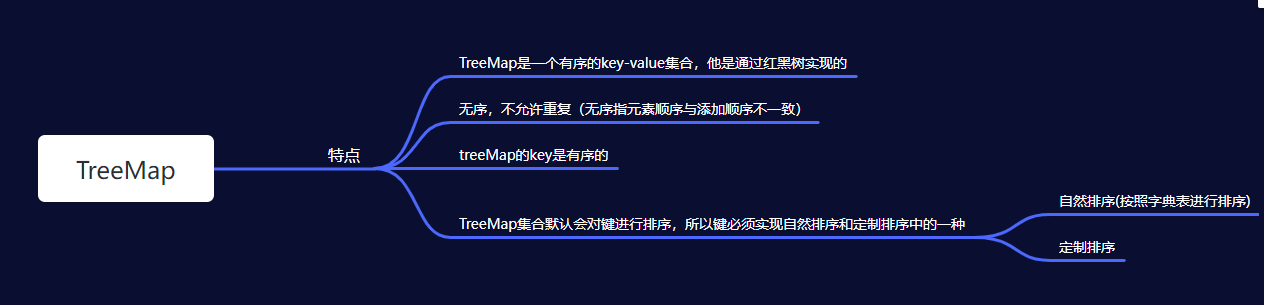 TreeMap
特点
TreeMap是一个有序的key-value集合，他是通过红黑树实现的
无序，不允许重复（无序指元素顺序与添加顺序不一致）
treeMap的key是有序的
TreeMap集合默认会对键进行排序，所以键必须实现自然排序和定制排序中的一种
自然排序(按照字典表进行排序)
定制排序